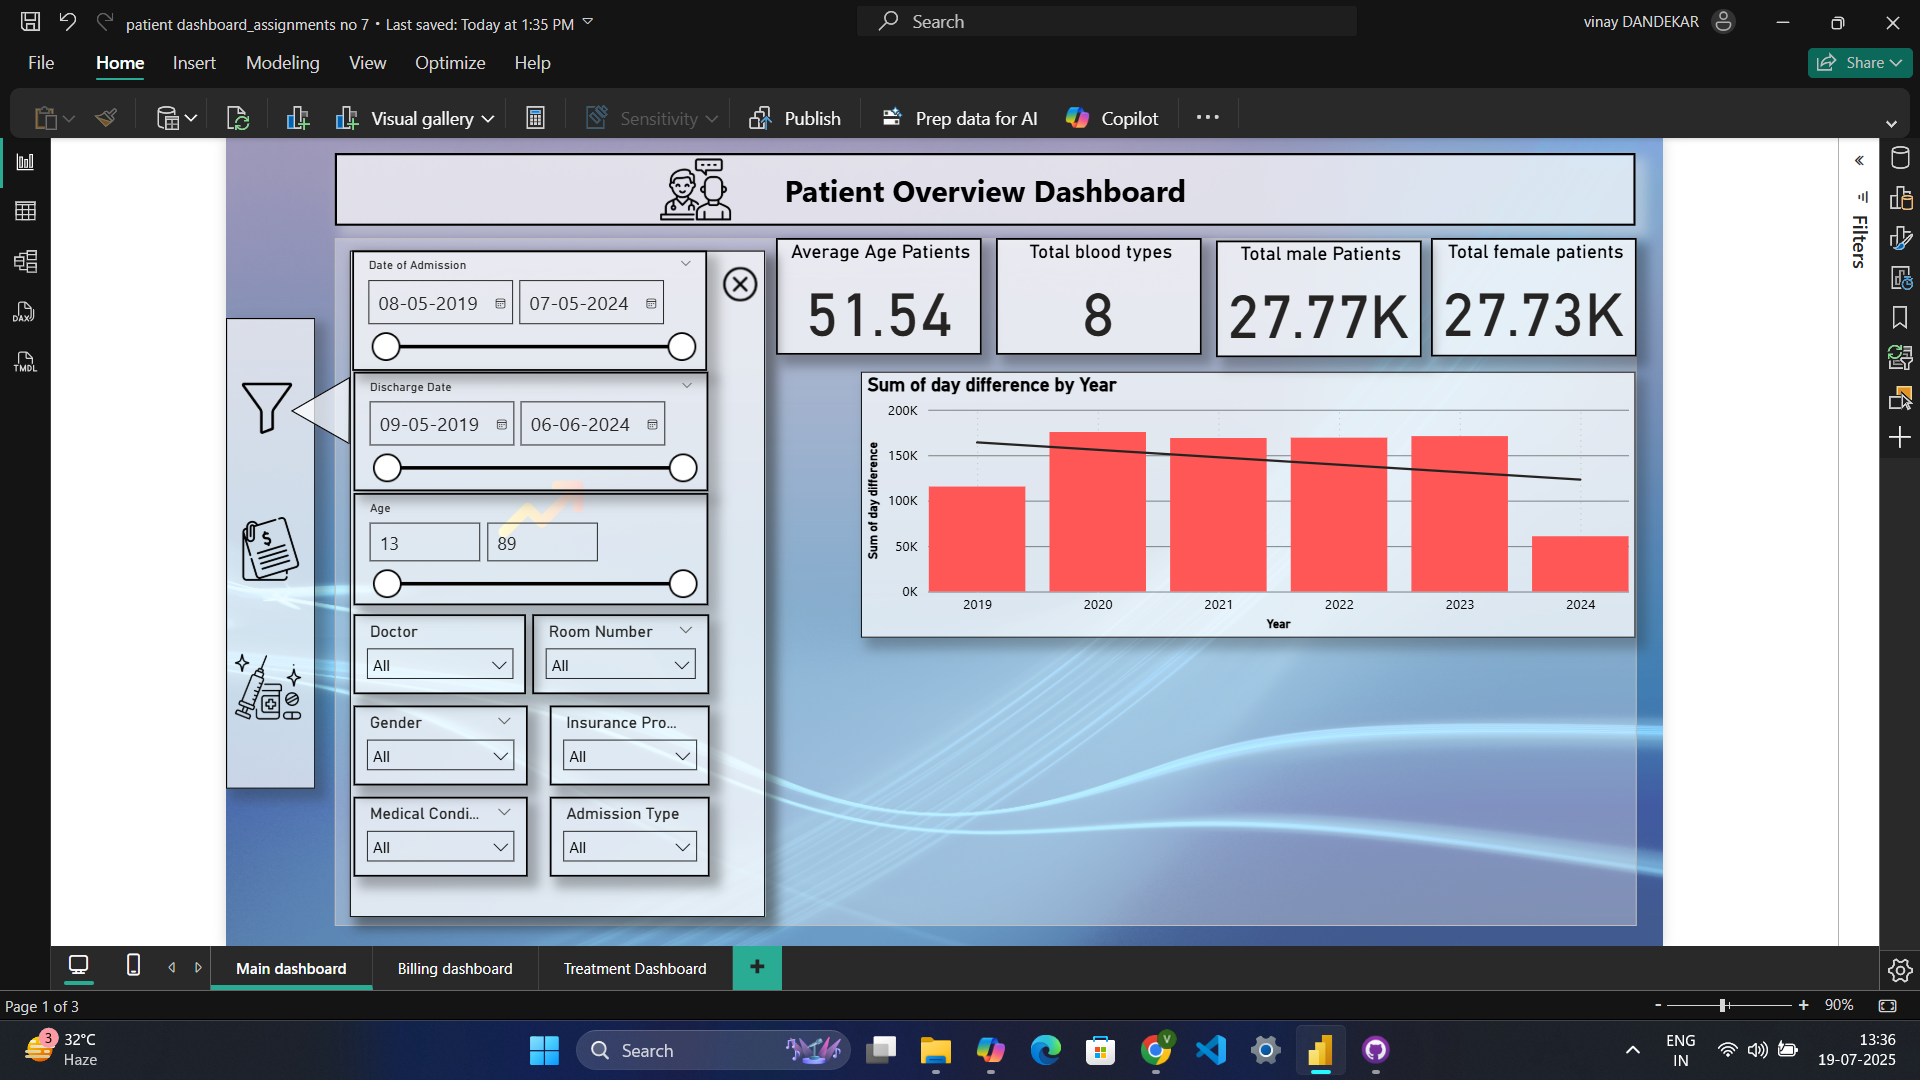 patient dashboard_assignments no 7 • Last saved: Today at 1:35 PM
Search
vinay DANDEKAR
File
Home
Insert
Modeling
View
Optimize
Help
Share
Visual gallery
Sensitivity
Publish
Prep data for AI
Copilot
DAX
TMDL
Patient Overview Dashboard
Date of Admission
08-05-2019
07-05-2024
Discharge Date
09-05-2019
06-06-2024
Age
13
89
Doctor
All
Room Number
All
Gender
All
Insurance Pro...
All
Medical Condi...
All
Admission Type
All
Average Age Patients
51.54
Total blood types
8
Total male Patients
27.77K
Total female patients
27.73K
Sum of day difference by Year
Sum of day difference
200K
150K
100K
50K
0K
2019
2020
2021
2022
2023
2024
Year
Filters
Main dashboard
Billing dashboard
Treatment Dashboard
Page 1 of 3
90%
3
32°C
Haze
Search
V
ENG
IN
13:36
19-07-2025